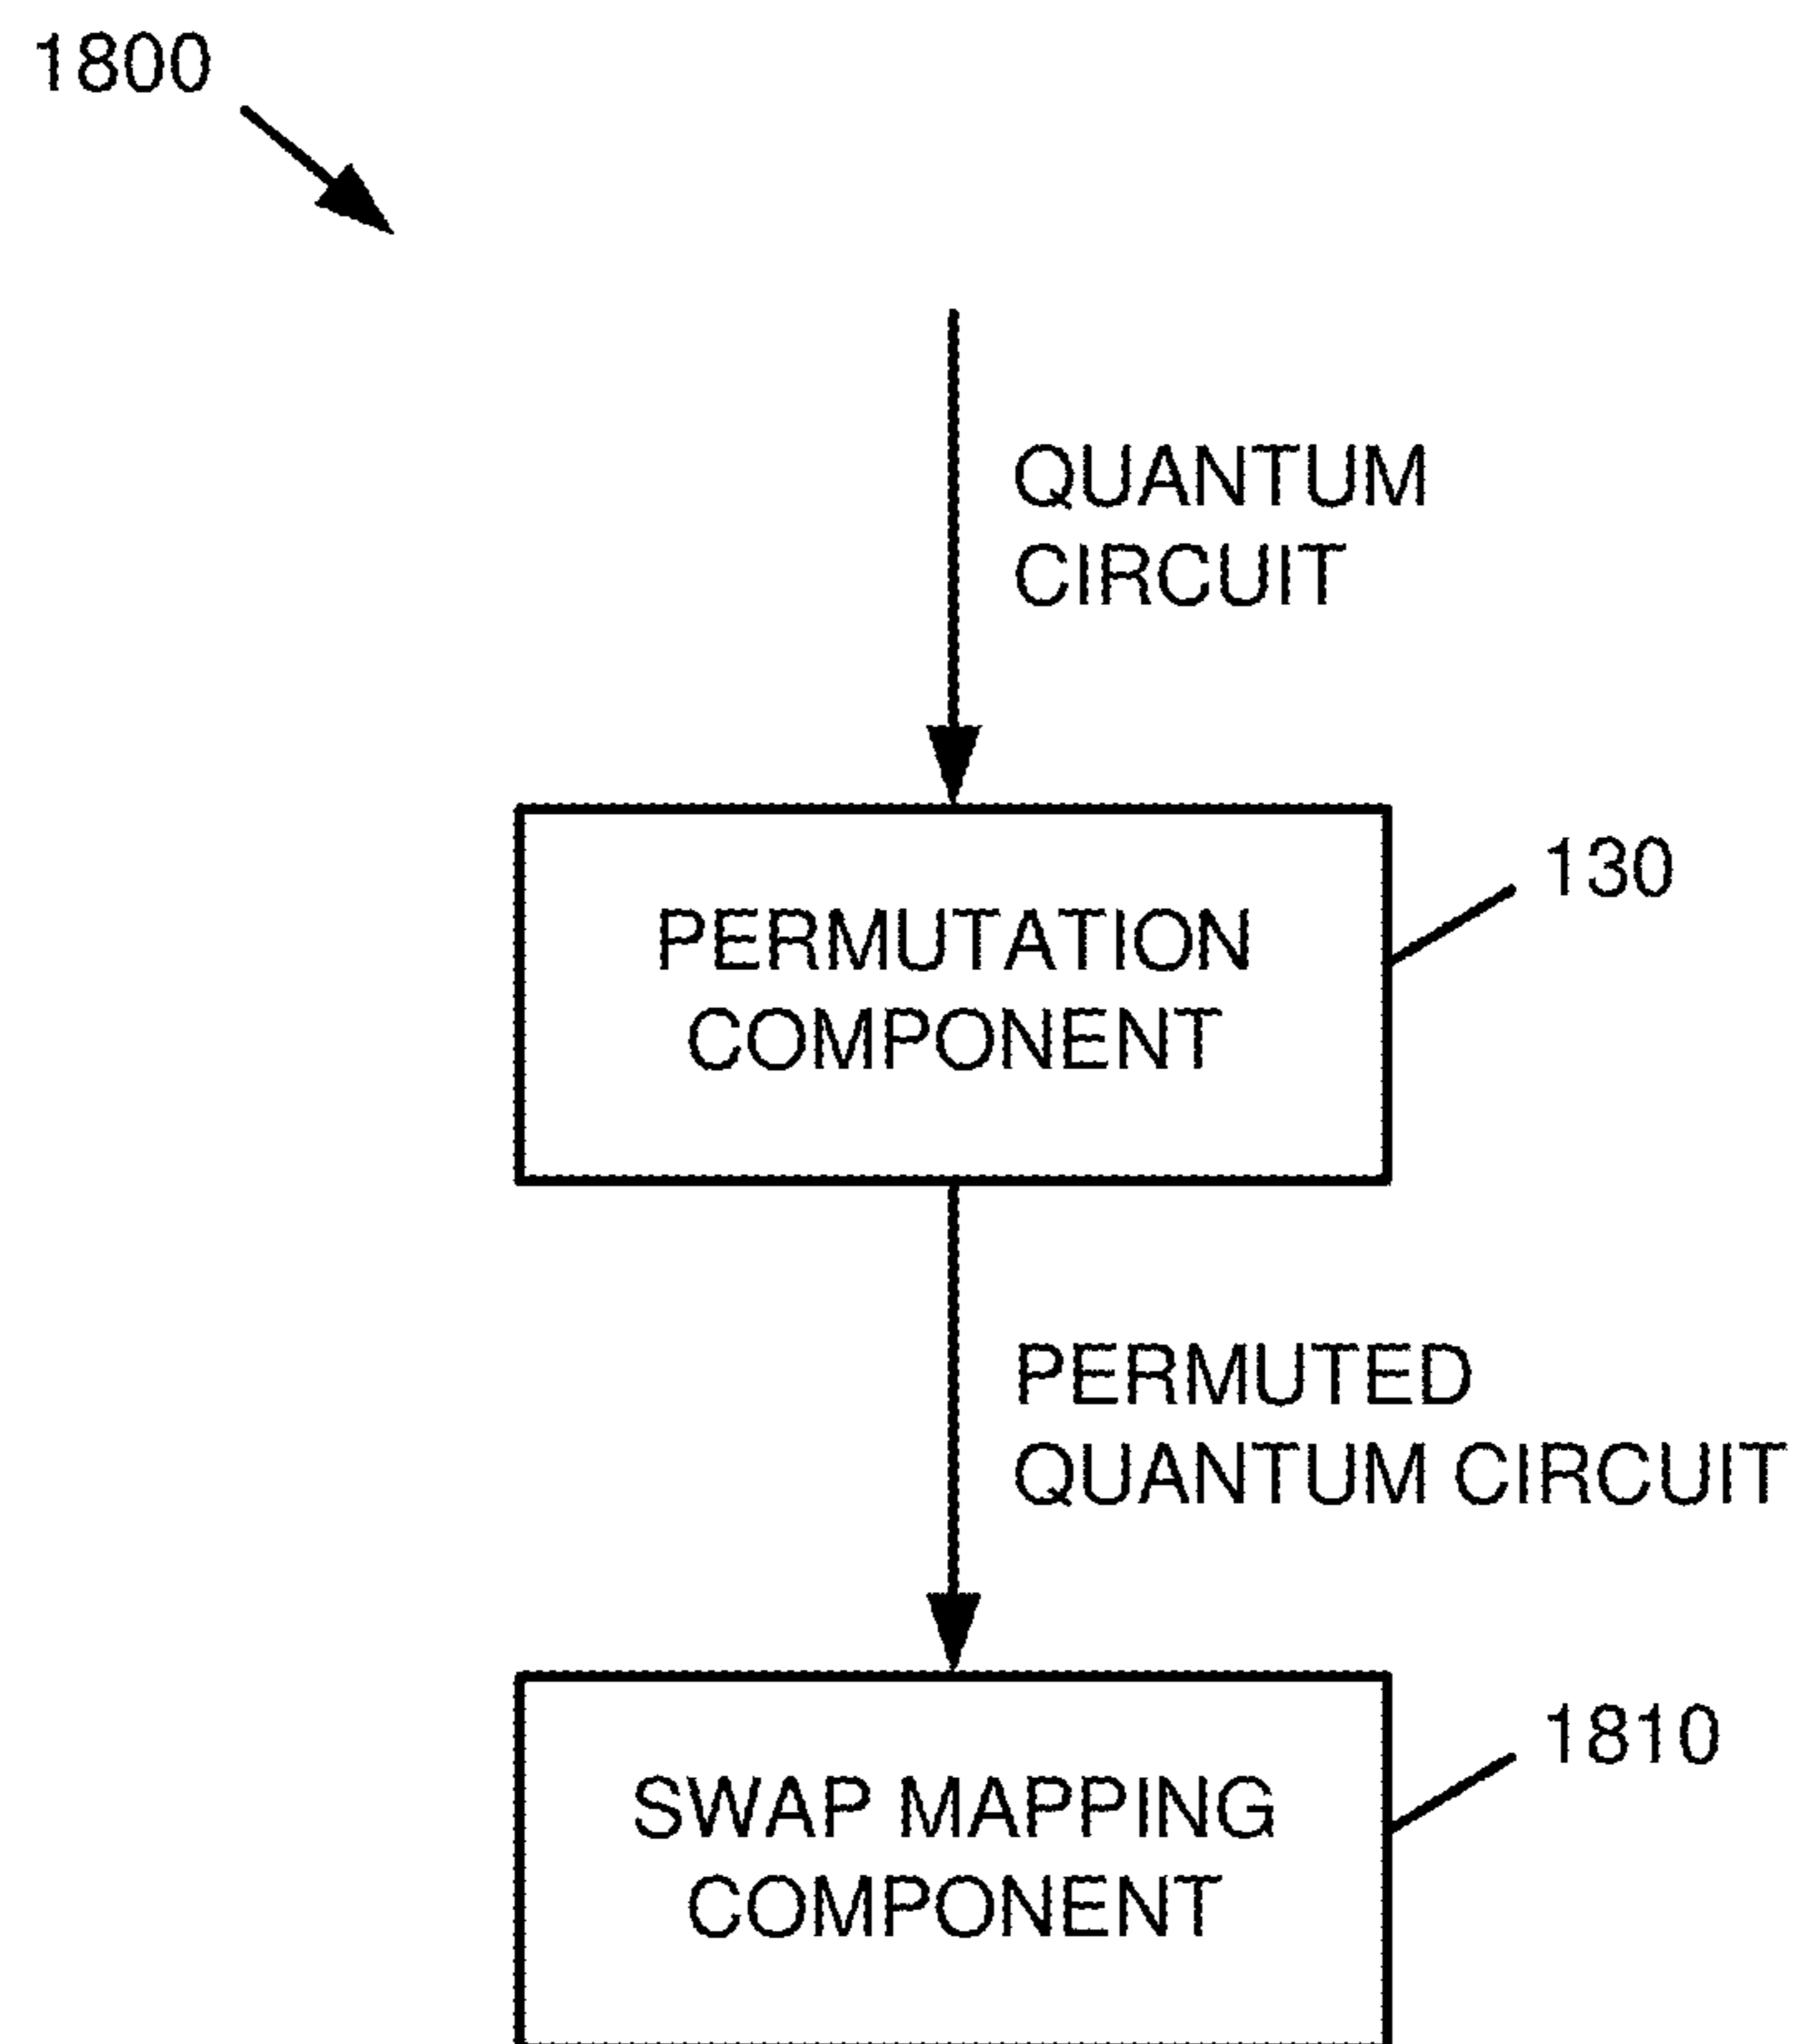 1800
QUANTUM
CIRCUIT
130
PERMUTATION
COMPONENT
PERMUTED
QUANTUM CIRCUIT
1810
SWAP MAPPING
COMPONENT